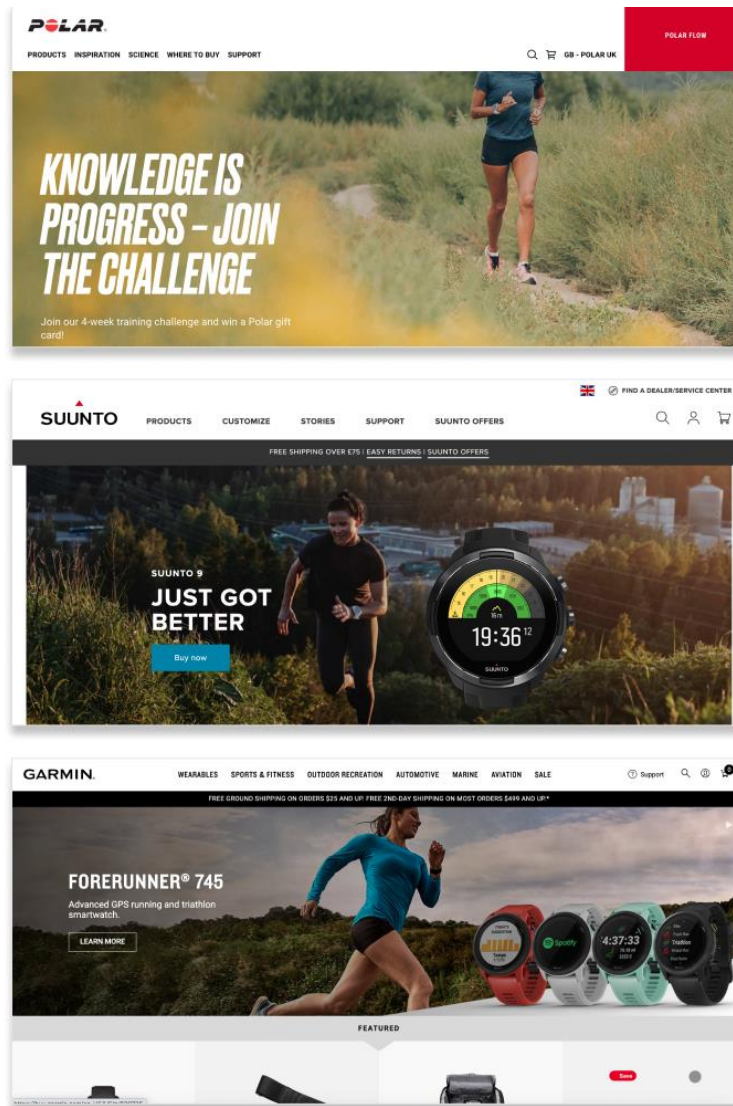 POLAR.
POLAR FLOW
PRODUCTS INSPIRATION SCIENCE WHERE TO BUY SUPPORT
GB - POLAR UK
KNOWLEDGE IS
PROGRESS – JOIN
THE CHALLENGE
Join our 4-week training challenge and win a Polar gift
card!
FIND A DEALER/SERVICE CENTER
SUUNTO
PRODUCTS CUSTOMIZE STORIES SUPPORT SUUNTO OFFERS
FREE SHIPPING OVER £75 | EASY RETURNS | SUUNTO OFFERS
SUUNTO 9
JUST GOT
BETTER
Buy now
16 m
19:36 12
SUUNTO
GARMIN.
WEARABLES SPORTS & FITNESS OUTDOOR RECREATION AUTOMOTIVE MARINE AVIATION SALE
Support
0
FREE GROUND SHIPPING ON ORDERS $25 AND UP. FREE 2ND-DAY SHIPPING ON MOST ORDERS $499 AND UP.*
FORERUNNER® 745
Advanced GPS running and triathlon
smartwatch.
LEARN MORE
Spotify
4:37:33
Triathlon
FEATURED
Save